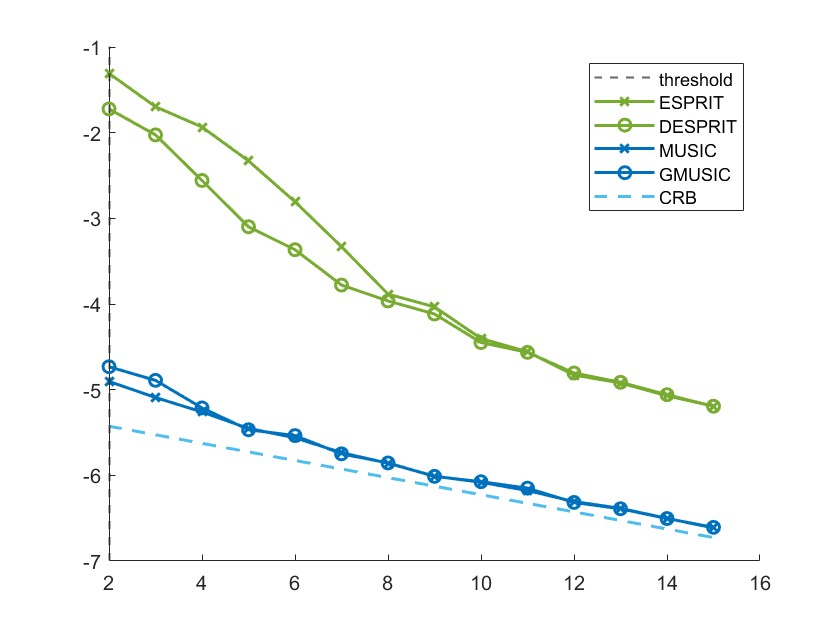 -1
-2
-3
-4
-5
-6
-7
2 4 6 8 10 12 14 16
threshold
ESPRIT
DESPRIT
MUSIC
GMUSIC
CRB